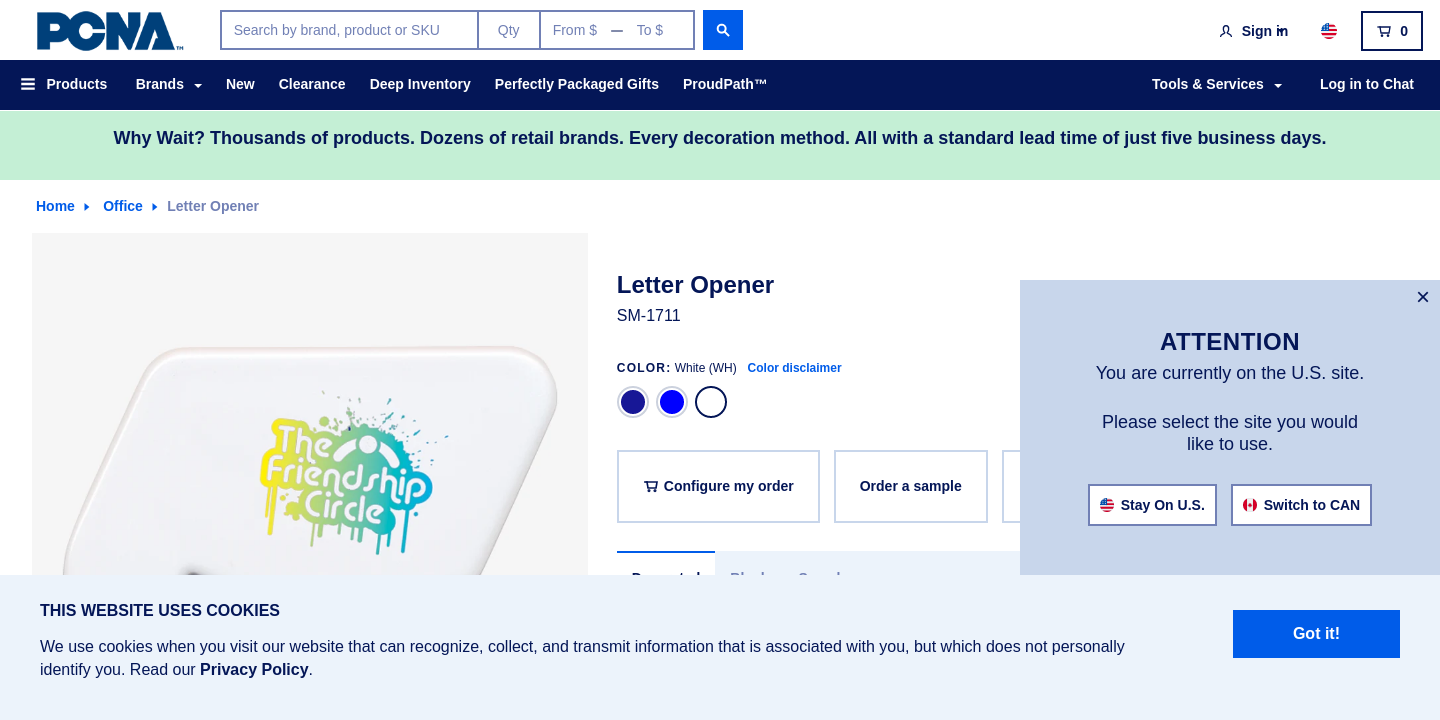 PCNA™
Search by brand, product or SKU
Qty
From $ — To $
Sign in
0
Products
Brands
New
Clearance
Deep Inventory
Perfectly Packaged Gifts
ProudPath™
Tools & Services
Log in to Chat
Why Wait? Thousands of products. Dozens of retail brands. Every decoration method. All with a standard lead time of just five business days.
Home
Office
Letter Opener
The
Friendship
Circle
Letter Opener
SM-1711
COLOR: White (WH) Color disclaimer
Configure my order
Order a sample
×
ATTENTION
You are currently on the U.S. site.
Please select the site you would
like to use.
Stay On U.S.
Switch to CAN
THIS WEBSITE USES COOKIES
We use cookies when you visit our website that can recognize, collect, and transmit information that is associated with you, but which does not personally
identify you. Read our Privacy Policy.
Got it!